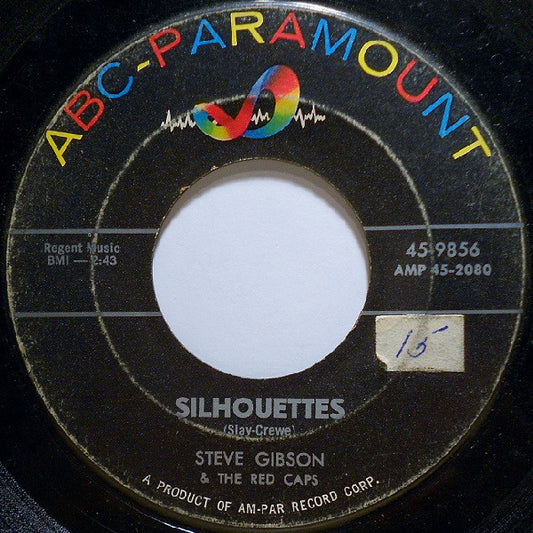 ABC-PARAMOUNT
Regent Music
BMI — 2:43
45-9856
AMP 45-2080
15
SILHOUETTES
(Slay-Crewe)
STEVE GIBSON
& THE RED CAPS
A PRODUCT OF AM-PAR RECORD CORP.